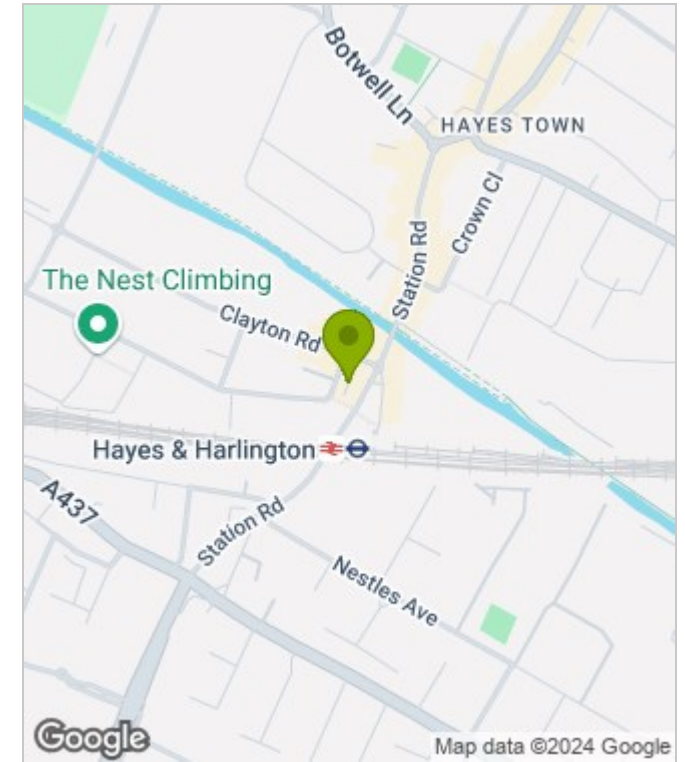 Botwell Ln
HAYES TOWN
Crown Cl
Station Rd
The Nest Climbing
Clayton Rd
Hayes & Harlington
A437
Station Rd
Nestles Ave
Google
Map data ©2024 Google